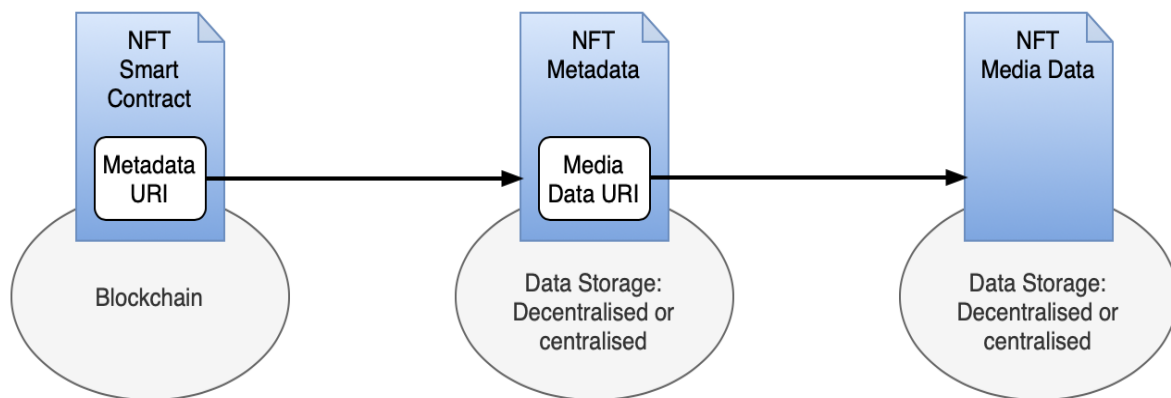 NFT
Smart
Contract
Metadata
URI
Blockchain
NFT
Metadata
Media
Data URI
Data Storage:
Decentralised or
centralised
NFT
Media Data
Data Storage:
Decentralised or
centralised